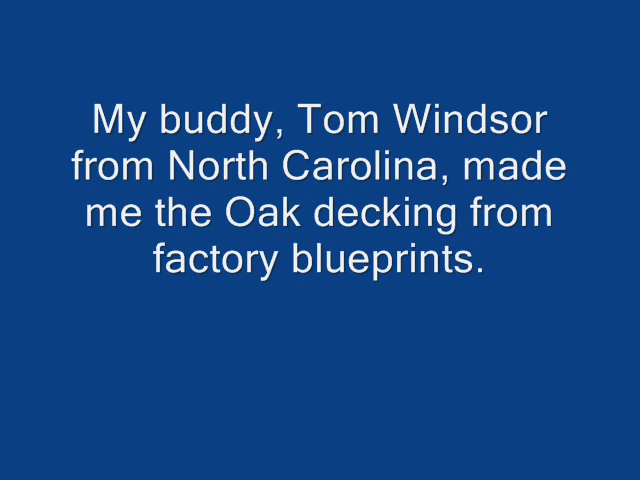 My buddy, Tom Windsor
from North Carolina, made
me the Oak decking from
factory blueprints.